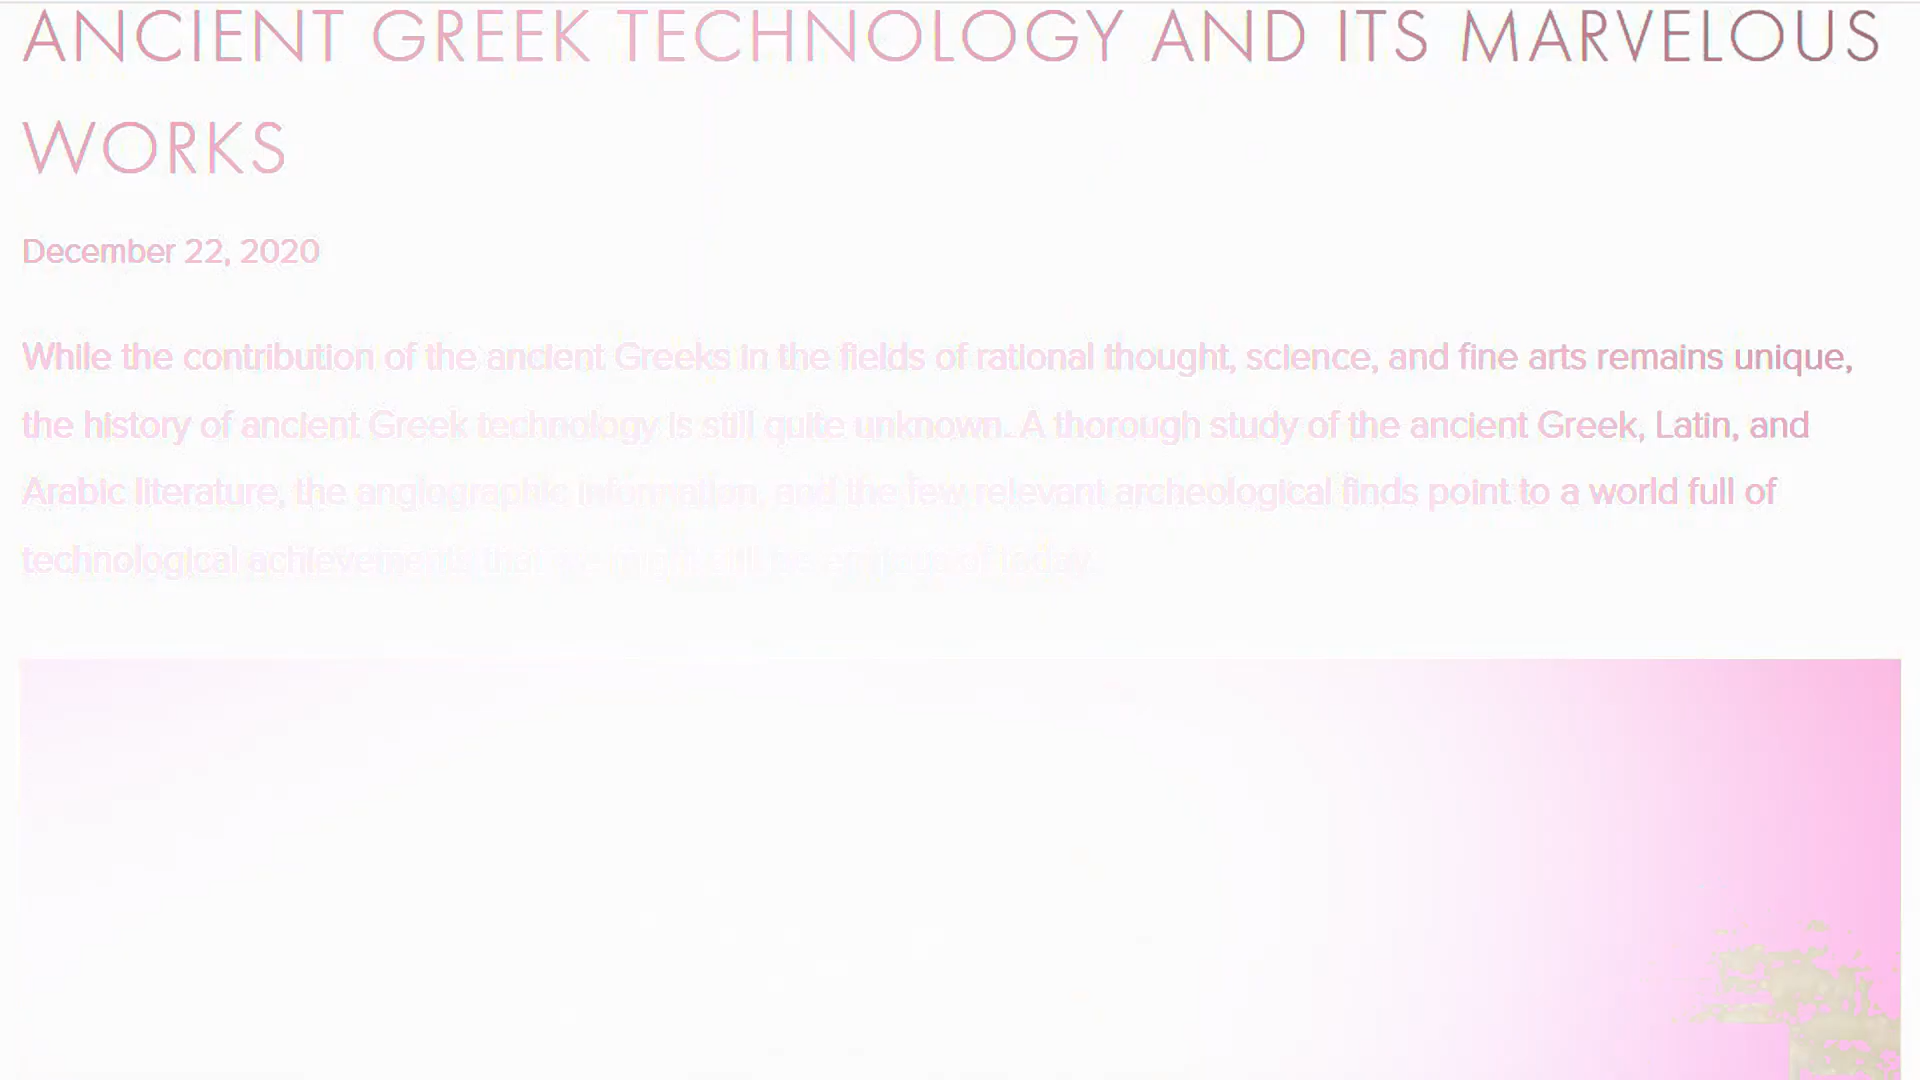 ANCIENT GREEK TECHNOLOGY AND ITS MARVELOUS
WORKS
December 22, 2020
While the contribution of the ancient Greeks in the fields of rational thought, science, and fine arts remains unique,
the history of ancient Greek technology is still quite unknown. A thorough study of the ancient Greek, Latin, and
Arabic literature, the angiographic information, and the few relevant archeological finds point to a world full of
technological achievements that of today.